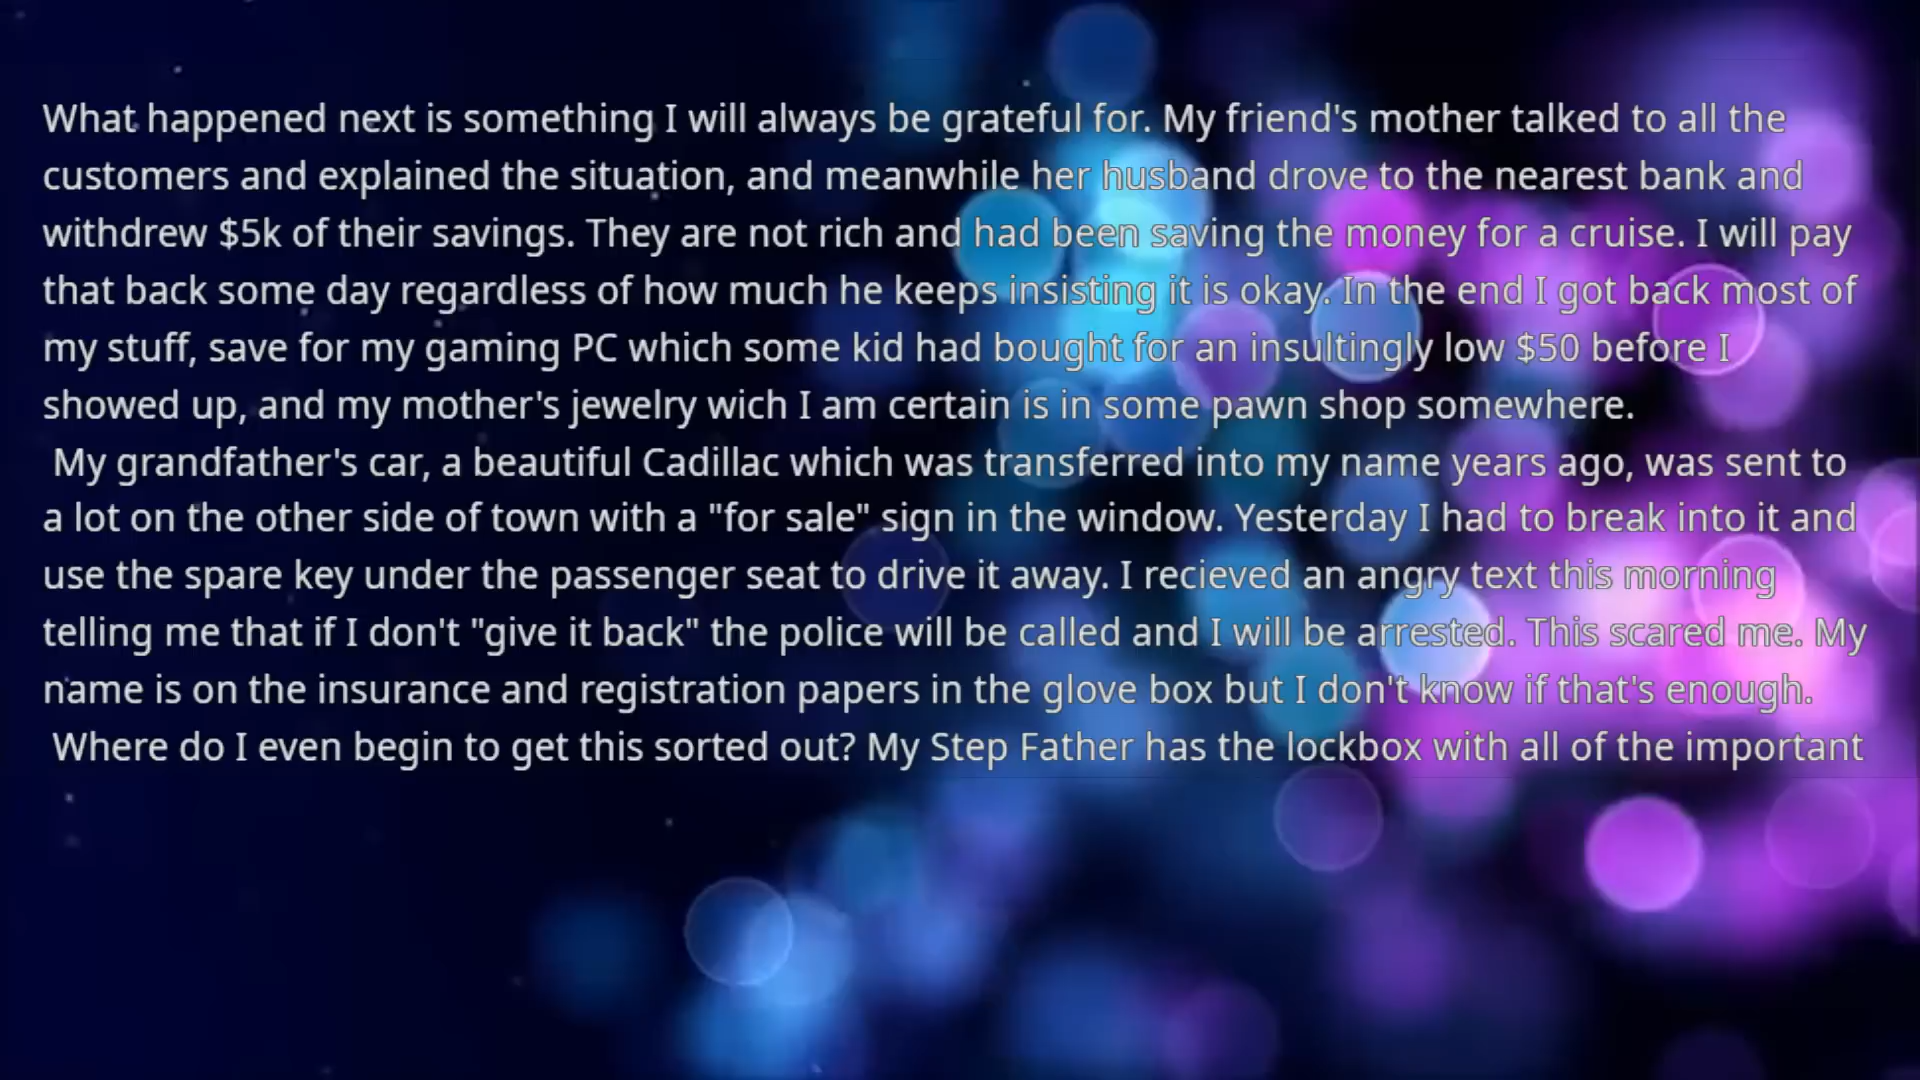 What happened next is something I will always be grateful for. My friend's mother talked to all the
customers and explained the situation, and meanwhile her husband drove to the nearest bank and
withdrew $5k of their savings. They are not rich and had been saving the money for a cruise. I will pay
that back some day regardless of how much he keeps insisting it is okay. In the end I got back most of
my stuff, save for my gaming PC which some kid had bought for an insultingly low $50 before I
showed up, and my mother's jewelry wich I am certain is in some pawn shop somewhere.
My grandfather's car, a beautiful Cadillac which was transferred into my name years ago, was sent to
a lot on the other side of town with a "for sale" sign in the window. Yesterday I had to break into it and
use the spare key under the passenger seat to drive it away. I recieved an angry text this morning
telling me that if I don't "give it back" the police will be called and I will be arrested. This scared me. My
name is on the insurance and registration papers in the glove box but I don't know if that's enough.
Where do I even begin to get this sorted out? My Step Father has the lockbox with all of the important